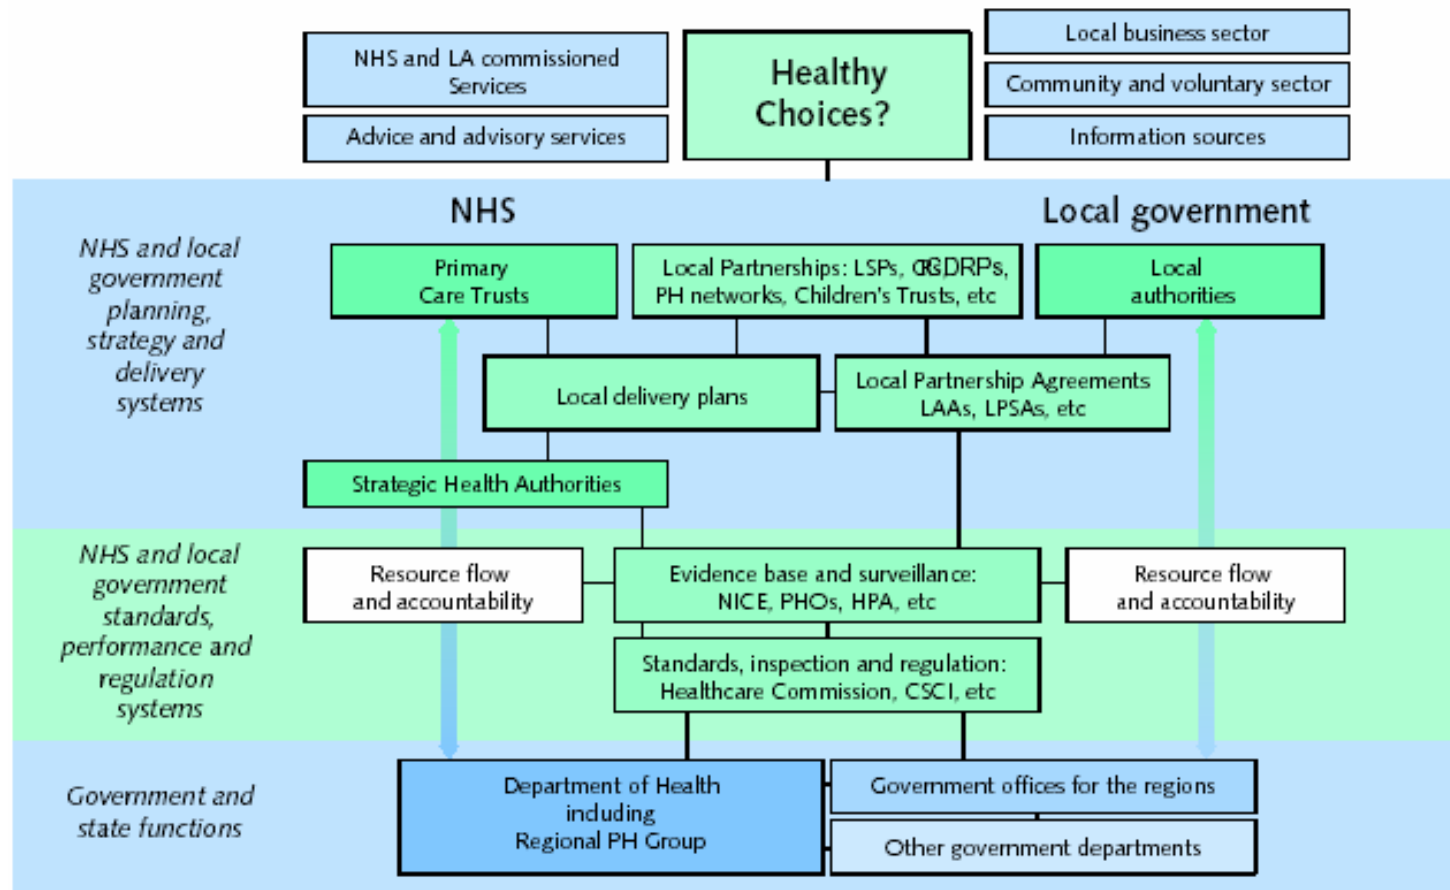 NHS and LA commissioned
Services
Advice and advisory services
Healthy
Choices?
Local business sector
Community and voluntary sector
Information sources
NHS
Local government
NHS and local
government
planning,
strategy and
delivery
systems
Primary
Care Trusts
Local Partnerships: LSPs,
PH networks, Children's Trusts, etc
Local
authorities
Local delivery plans
Local Partnership Agreements
LAAs, LPSAs, etc
Strategic Health Authorities
NHS and local
government
standards,
performance and
regulation
systems
Resource flow
and accountability
Evidence base and surveillance:
NICE, PHOs, HPA, etc
Resource flow
and accountability
Standards, inspection and regulation:
Healthcare Commission, CSCI, etc
Government and
state functions
Department of Health
including
Regional PH Group
Government offices for the regions
Other government departments